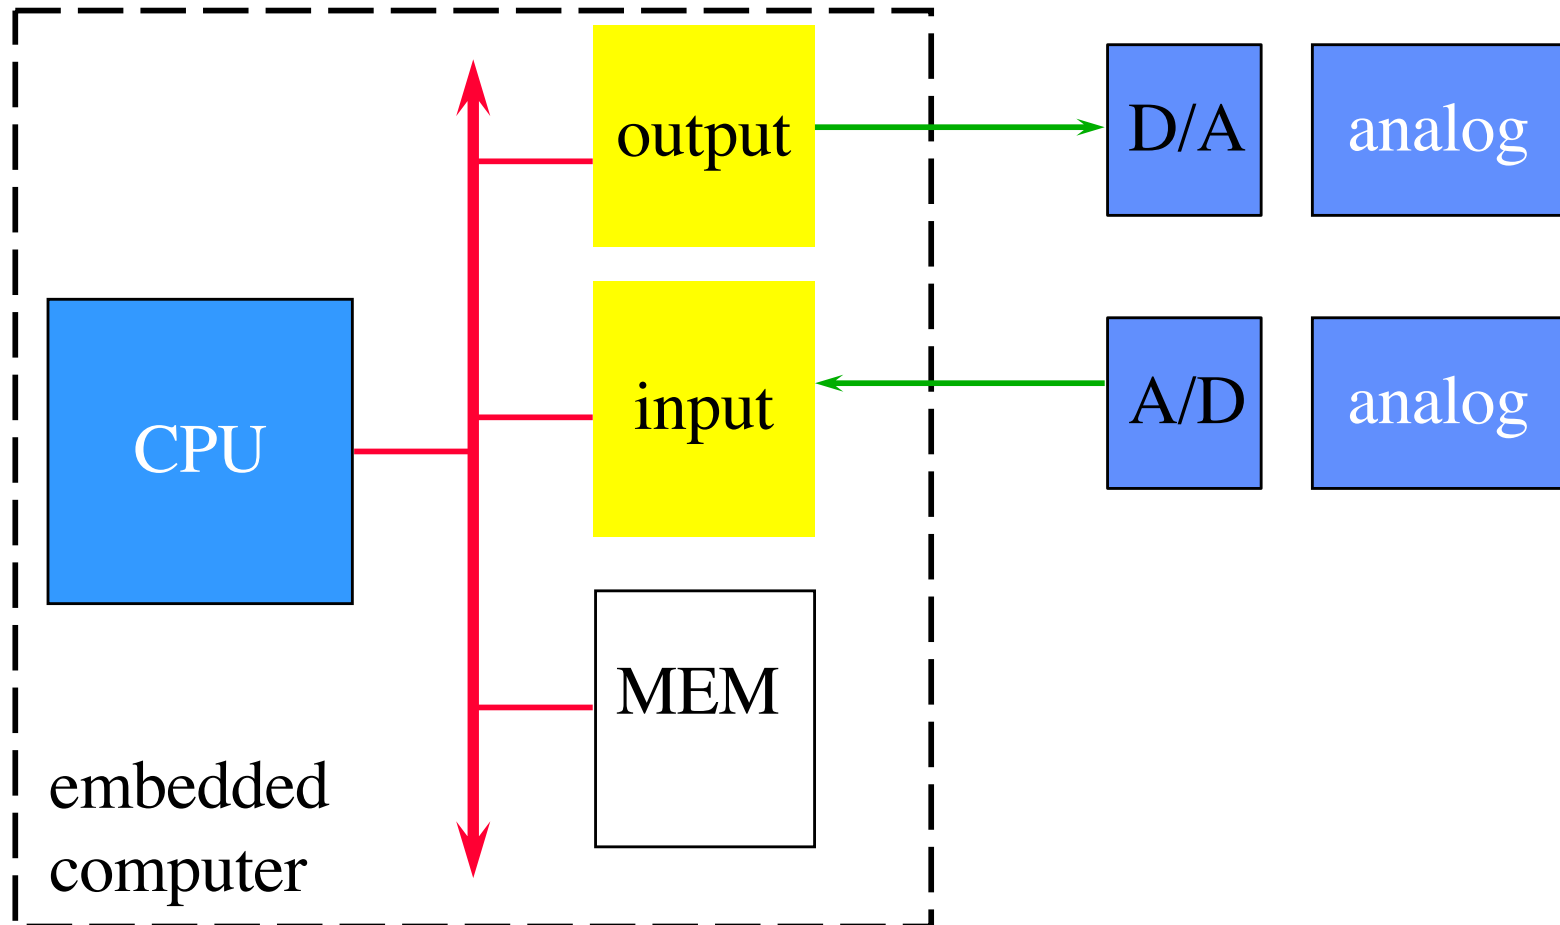 output
D/A
analog
input
A/D
analog
CPU
MEM
embedded
computer